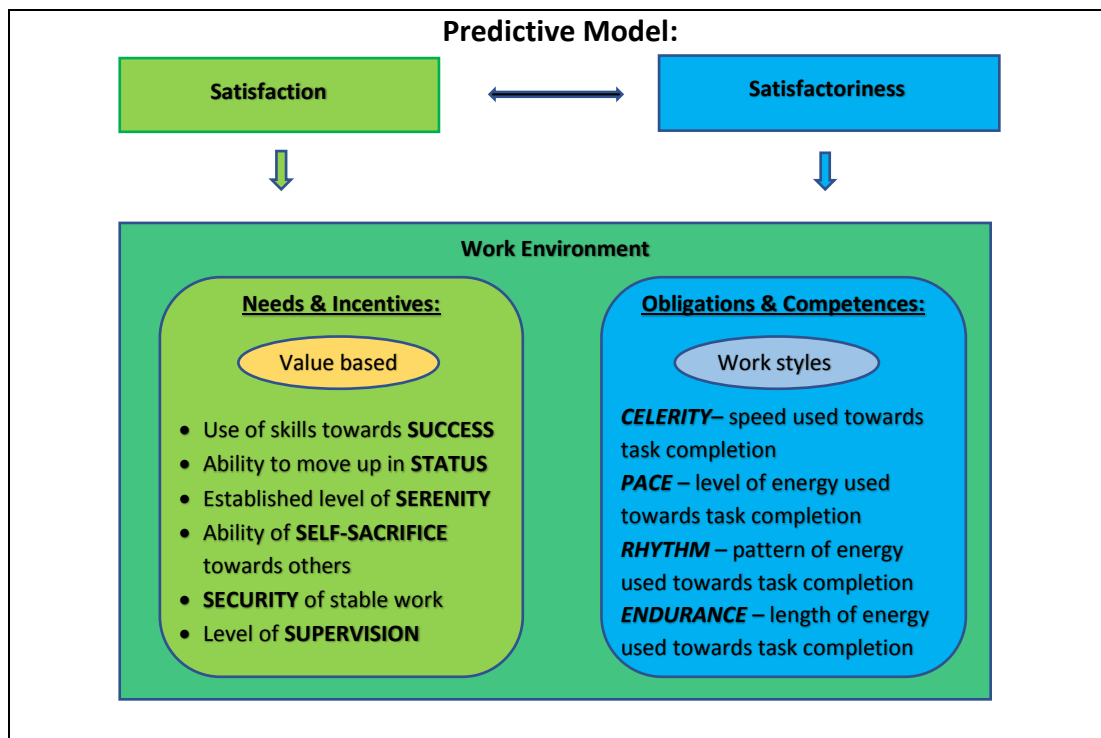 Predictive Model:
Satisfaction
Satisfactoriness
Work Environment
Needs & Incentives:
Value based
• Use of skills towards SUCCESS
• Ability to move up in STATUS
• Established level of SERENITY
• Ability of SELF-SACRIFICE
towards others
• SECURITY of stable work
• Level of SUPERVISION
Obligations & Competences:
Work styles
CELERITY– speed used towards
task completion
PACE – level of energy used
towards task completion
RHYTHM – pattern of energy
used towards task completion
ENDURANCE – length of energy
used towards task completion